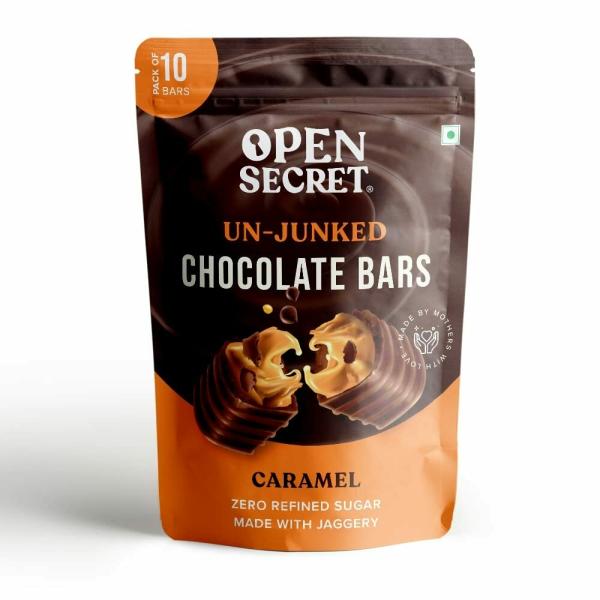 PACK OF
10
BARS
OPEN
SECRET®
UN-JUNKED
CHOCOLATE BARS
MADE BY MOTHERS WITH LOVE •
CARAMEL
ZERO REFINED SUGAR
MADE WITH JAGGERY